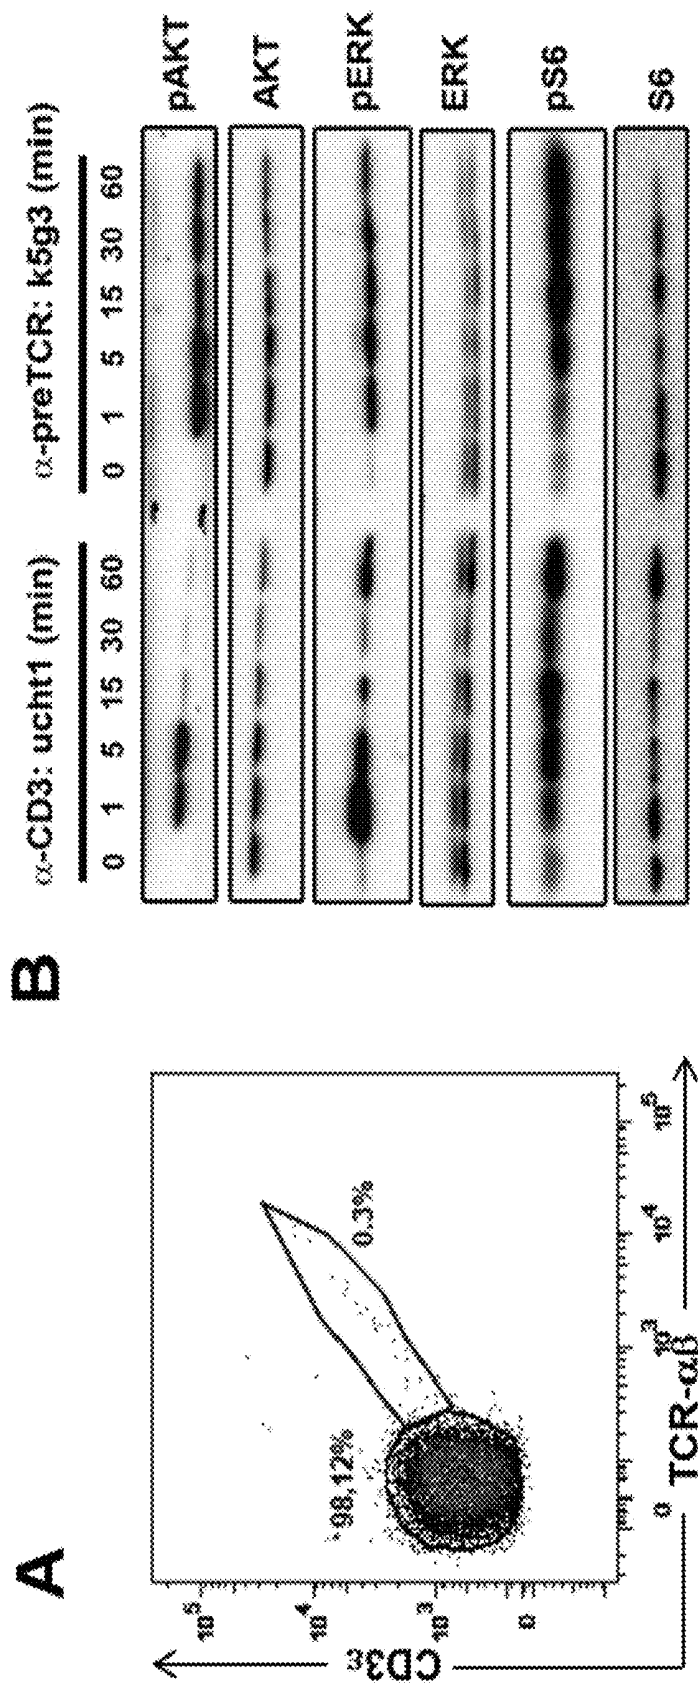 A
CD3ε
10^5
10^4
10^3
0
98,12%
0.3%
0
10^3
10^4
10^5
TCR-αβ
B
α-CD3: ucht1 (min)
α-preTCR: k5g3 (min)
0 1 5 15 30 60
0 1 5 15 30 60
pAKT
AKT
pERK
ERK
pS6
S6